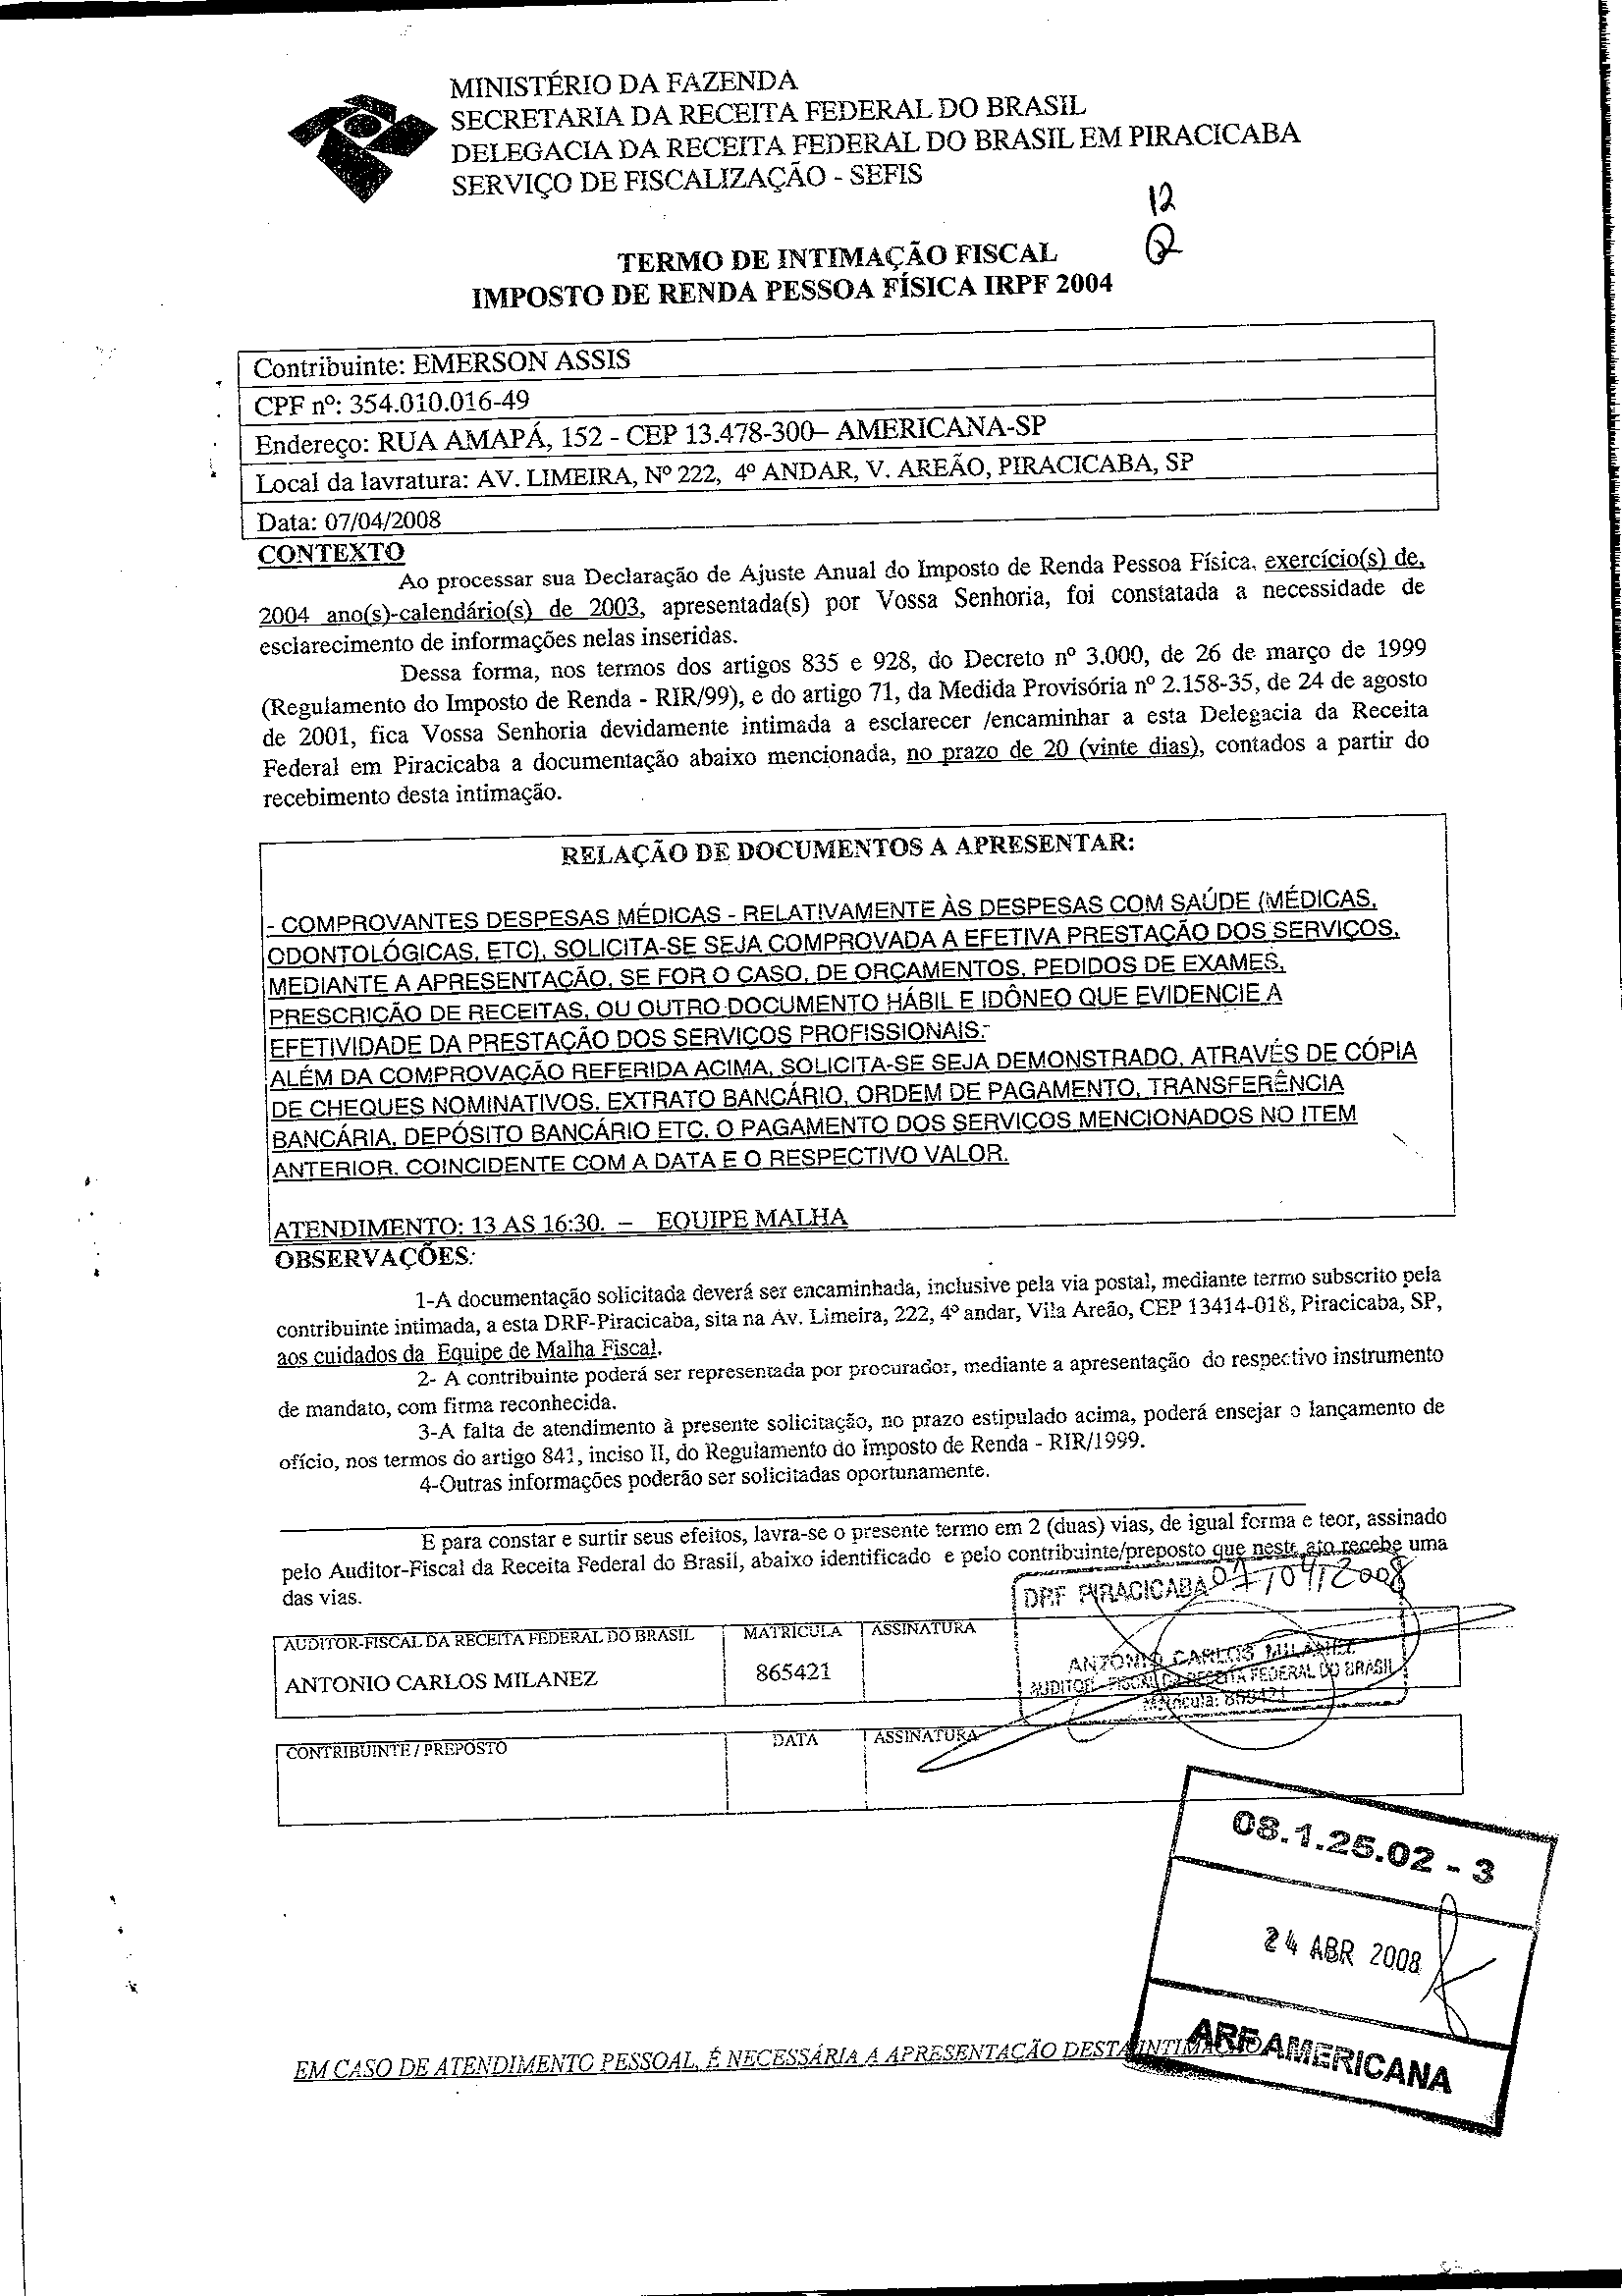 MINISTÉRIO DA FAZENDA
SECRETARIA DA RECEITA FEDERAL DO BRASIL
DELEGACIA DA RECEITA FEDERAL DO BRASIL EM PIRACICABA
SERVIÇO DE FISCALIZAÇÃO - SEFIS
12
TERMO DE INTIMAÇÃO FISCAL
IMPOSTO DE RENDA PESSOA FÍSICA IRPF 2004
Contribuinte: EMERSON ASSIS
CPF nº: 354.010.016-49
Endereço: RUA AMAPÁ, 152 - CEP 13.478-300– AMERICANA-SP
Local da lavratura: AV. LIMEIRA, Nº 222, 4º ANDAR, V. AREÃO, PIRACICABA, SP
Data: 07/04/2008
CONTEXTO
Ao processar sua Declaração de Ajuste Anual do Imposto de Renda Pessoa Física, exercício(s) de,
2004 ano(s)-calendário(s) de 2003, apresentada(s) por Vossa Senhoria, foi constatada a necessidade de
esclarecimento de informações nelas inseridas.
Dessa forma, nos termos dos artigos 835 e 928, do Decreto nº 3.000, de 26 de março de 1999
(Regulamento do Imposto de Renda - RIR/99), e do artigo 71, da Medida Provisória nº 2.158-35, de 24 de agosto
de 2001, fica Vossa Senhoria devidamente intimada a esclarecer /encaminhar a esta Delegacia da Receita
Federal em Piracicaba a documentação abaixo mencionada, no prazo de 20 (vinte dias), contados a partir do
recebimento desta intimação.
RELAÇÃO DE DOCUMENTOS A APRESENTAR:
- COMPROVANTES DESPESAS MÉDICAS - RELATIVAMENTE ÀS DESPESAS COM SAÚDE (MÉDICAS,
ODONTOLÓGICAS, ETC), SOLICITA-SE SEJA COMPROVADA A EFETIVA PRESTAÇÃO DOS SERVIÇOS,
MEDIANTE A APRESENTAÇÃO, SE FOR O CASO, DE ORÇAMENTOS, PEDIDOS DE EXAMES,
PRESCRIÇÃO DE RECEITAS, OU OUTRO DOCUMENTO HÁBIL E IDÔNEO QUE EVIDENCIE A
EFETIVIDADE DA PRESTAÇÃO DOS SERVIÇOS PROFISSIONAIS.
ALÉM DA COMPROVAÇÃO REFERIDA ACIMA, SOLICITA-SE SEJA DEMONSTRADO, ATRAVÉS DE CÓPIA
DE CHEQUES NOMINATIVOS, EXTRATO BANCÁRIO, ORDEM DE PAGAMENTO, TRANSFERÊNCIA
BANCÁRIA, DEPÓSITO BANCÁRIO ETC, O PAGAMENTO DOS SERVIÇOS MENCIONADOS NO ITEM
ANTERIOR, COINCIDENTE COM A DATA E O RESPECTIVO VALOR.
ATENDIMENTO: 13 AS 16:30. – EQUIPE MALHA
OBSERVAÇÕES:
1-A documentação solicitada deverá ser encaminhada, inclusive pela via postal, mediante termo subscrito pela
contribuinte intimada, a esta DRF-Piracicaba, sita na Av. Limeira, 222, 4º andar, Vila Areão, CEP 13414-018, Piracicaba, SP,
aos cuidados da Equipe de Malha Fiscal.
2- A contribuinte poderá ser representada por procurador, mediante a apresentação do respectivo instrumento
de mandato, com firma reconhecida.
3-A falta de atendimento à presente solicitação, no prazo estipulado acima, poderá ensejar o lançamento de
ofício, nos termos do artigo 841, inciso II, do Regulamento do Imposto de Renda - RIR/1999.
4-Outras informações poderão ser solicitadas oportunamente.
E para constar e surtir seus efeitos, lavra-se o presente termo em 2 (duas) vias, de igual forma e teor, assinado
pelo Auditor-Fiscal da Receita Federal do Brasil, abaixo identificado e pelo contribuinte/preposto que neste ato recebe uma
das vias.
DRF PIRACICABA 07/04/2008
AUDITOR-FISCAL DA RECEITA FEDERAL DO BRASIL MATRÍCULA ASSINATURA
ANTONIO CARLOS MILANEZ 865421
ANTONIO CARLOS MILANEZ
AUDITOR-FISCAL DA RECEITA FEDERAL DO BRASIL
Matrícula: 865421
CONTRIBUINTE / PREPOSTO DATA ASSINATURA
08.1.25.02 - 3
24 ABR 2008
ARF AMERICANA
EM CASO DE ATENDIMENTO PESSOAL, É NECESSÁRIA A APRESENTAÇÃO DESTA INTIMAÇÃO